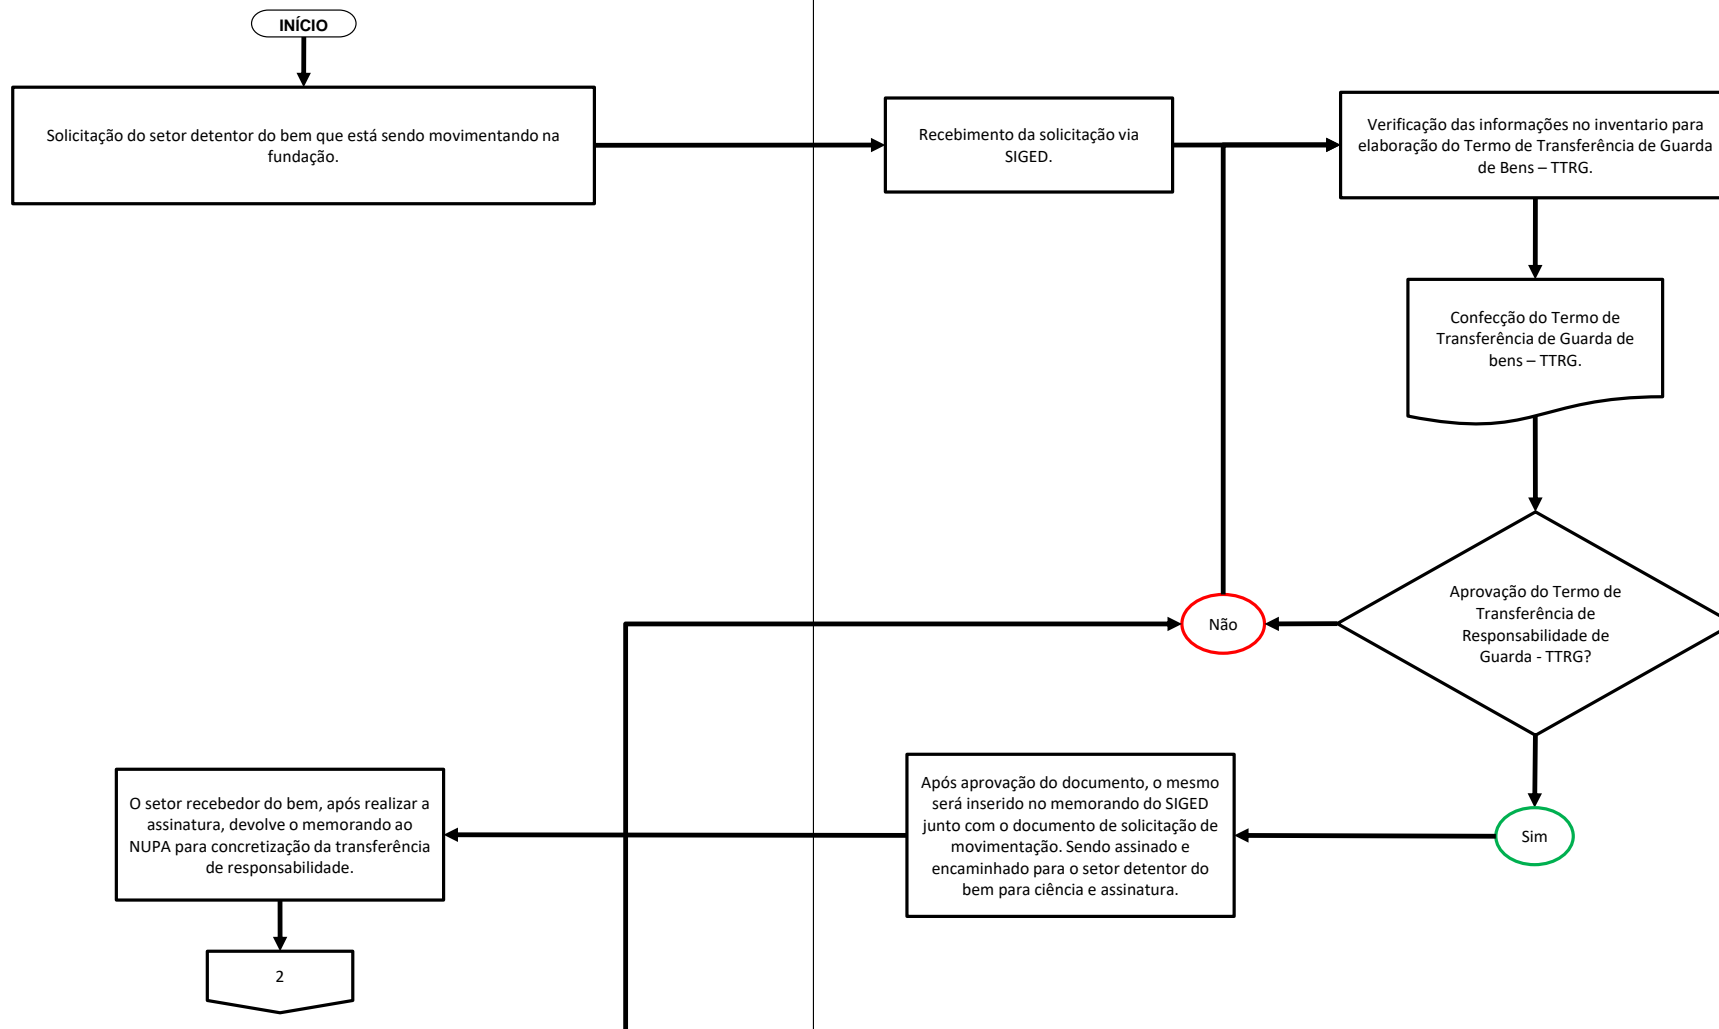 INÍCIO
Solicitação do setor detentor do bem que está sendo movimentando na
fundação.
Recebimento da solicitação via
SIGED.
Verificação das informações no inventario para
elaboração do Termo de Transferência de Guarda
de Bens – TTRG.
Confecção do Termo de
Transferência de Guarda de
bens – TTRG.
Aprovação do Termo de
Transferência de
Responsabilidade de
Guarda - TTRG?
Não
Sim
Após aprovação do documento, o mesmo
será inserido no memorando do SIGED
junto com o documento de solicitação de
movimentação. Sendo assinado e
encaminhado para o setor detentor do
bem para ciência e assinatura.
O setor recebedor do bem, após realizar a
assinatura, devolve o memorando ao
NUPA para concretização da transferência
de responsabilidade.
2